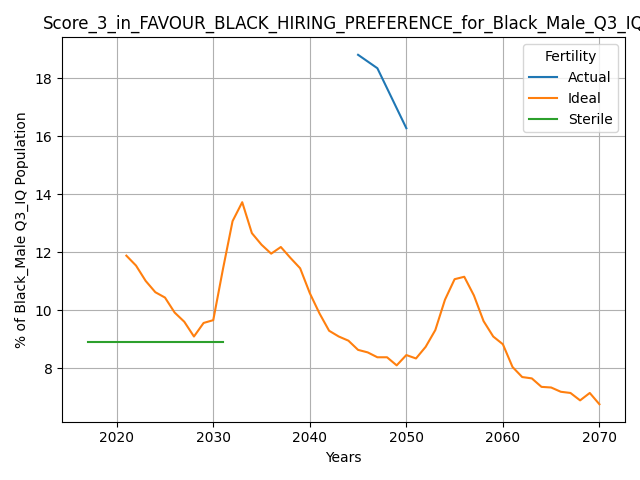 Score_3_in_FAVOUR_BLACK_HIRING_PREFERENCE_for_Black_Male_Q3_IQ
Fertility
Actual
Ideal
Sterile
% of Black_Male Q3_IQ Population
18
16
14
12
10
8
2020 2030 2040 2050 2060 2070
Years